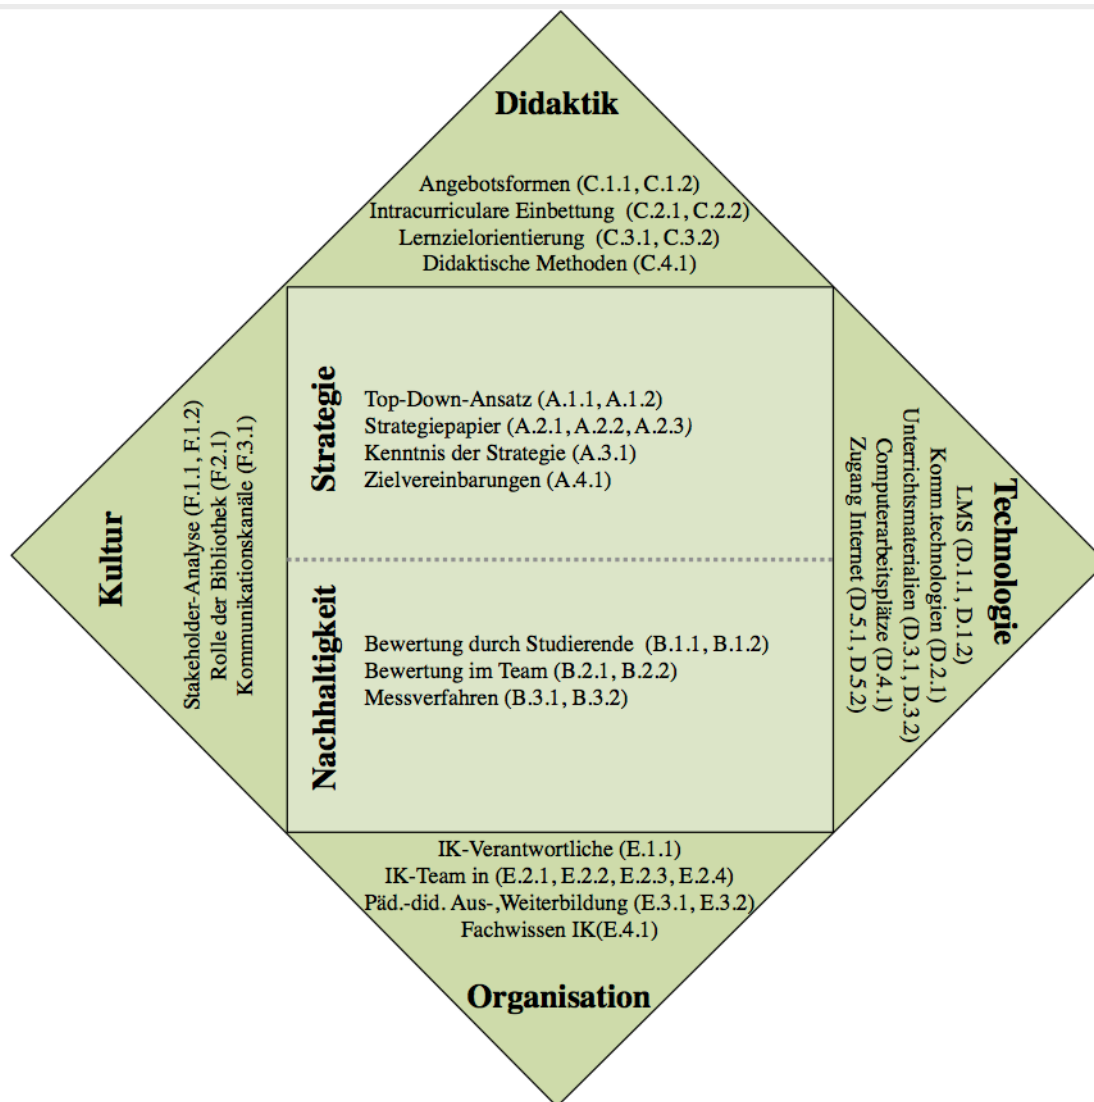 Didaktik
Angebotsformen (C.1.1, C.1.2)
Intracurriculare Einbettung (C.2.1, C.2.2)
Lernzielorientierung (C.3.1, C.3.2)
Didaktische Methoden (C.4.1)
Strategie
Top-Down-Ansatz (A.1.1, A.1.2)
Strategiepapier (A.2.1, A.2.2, A.2.3)
Kenntnis der Strategie (A.3.1)
Zielvereinbarungen (A.4.1)
Nachhaltigkeit
Bewertung durch Studierende (B.1.1, B.1.2)
Bewertung im Team (B.2.1, B.2.2)
Messverfahren (B.3.1, B.3.2)
Kultur
Stakeholder-Analyse (F.1.1, F.1.2)
Rolle der Bibliothek (F.2.1)
Kommunikationskanäle (F.3.1)
Technologie
LMS (D.1.1, D.1.2)
Komm.technologien (D.2.1)
Unterrichtsmaterialien (D.3.1, D.3.2)
Computerarbeitsplätze (D.4.1)
Zugang Internet (D.5.1, D.5.2)
IK-Verantwortliche (E.1.1)
IK-Team in (E.2.1, E.2.2, E.2.3, E.2.4)
Päd.-did. Aus-,Weiterbildung (E.3.1, E.3.2)
Fachwissen IK(E.4.1)
Organisation